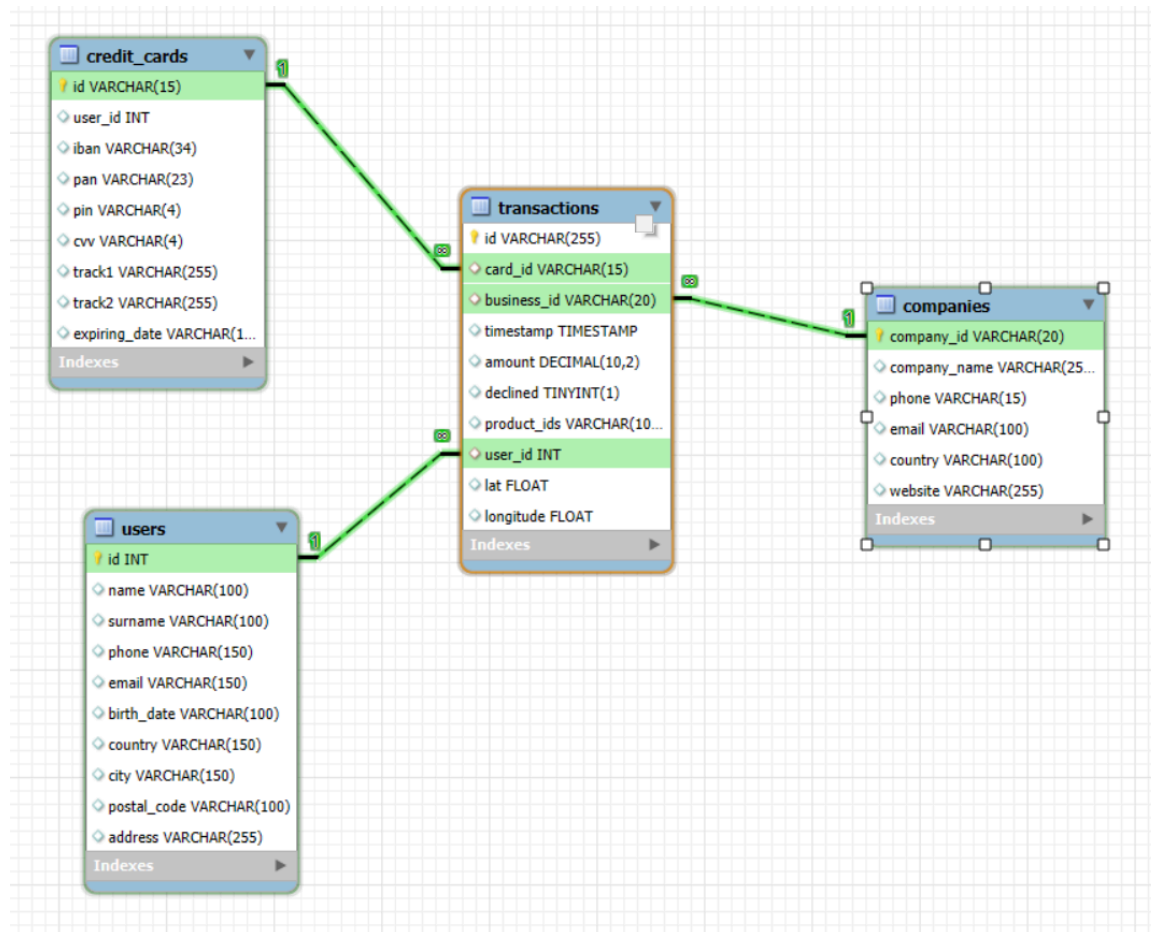 credit_cards
id VARCHAR(15)
user_id INT
iban VARCHAR(34)
pan VARCHAR(23)
pin VARCHAR(4)
cvv VARCHAR(4)
track1 VARCHAR(255)
track2 VARCHAR(255)
expiring_date VARCHAR(1...
Indexes
1
∞
transactions
id VARCHAR(255)
card_id VARCHAR(15)
business_id VARCHAR(20)
timestamp TIMESTAMP
amount DECIMAL(10,2)
declined TINYINT(1)
product_ids VARCHAR(10...
user_id INT
lat FLOAT
longitude FLOAT
Indexes
∞
1
companies
company_id VARCHAR(20)
company_name VARCHAR(25...
phone VARCHAR(15)
email VARCHAR(100)
country VARCHAR(100)
website VARCHAR(255)
Indexes
∞
1
users
id INT
name VARCHAR(100)
surname VARCHAR(100)
phone VARCHAR(150)
email VARCHAR(150)
birth_date VARCHAR(100)
country VARCHAR(150)
city VARCHAR(150)
postal_code VARCHAR(100)
address VARCHAR(255)
Indexes